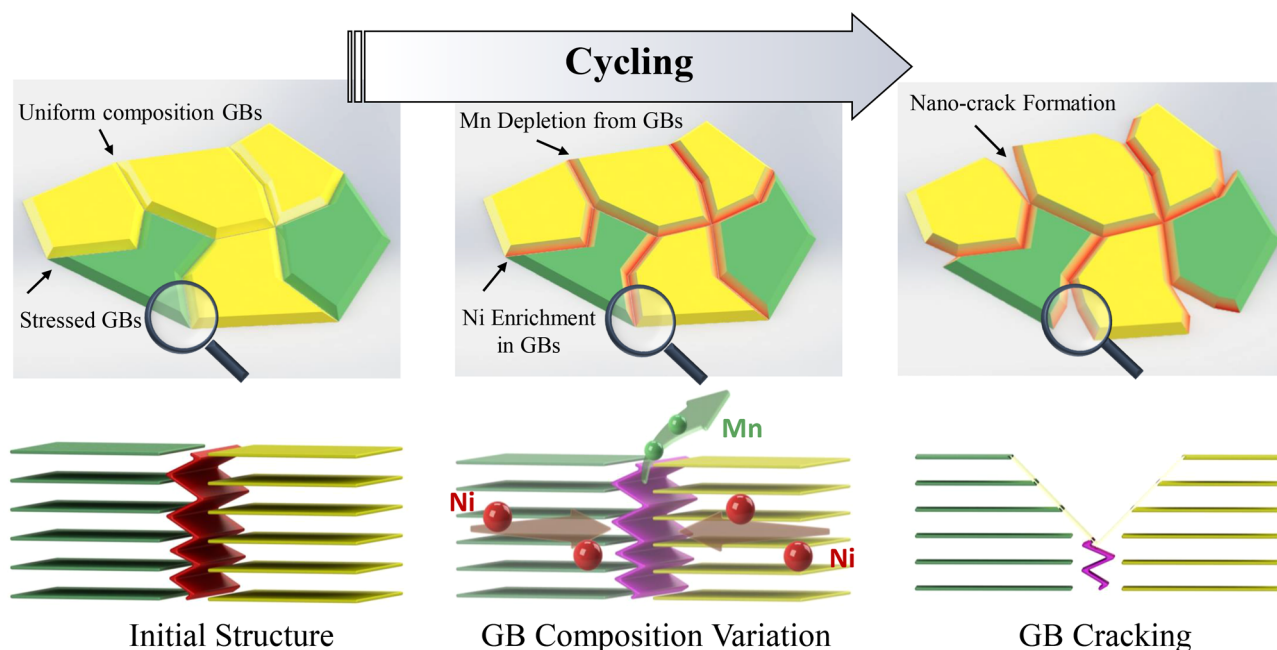 Cycling
Uniform composition GBs
Stressed GBs
Mn Depletion from GBs
Ni Enrichment
in GBs
Nano-crack Formation
Mn
Ni
Ni
Initial Structure
GB Composition Variation
GB Cracking